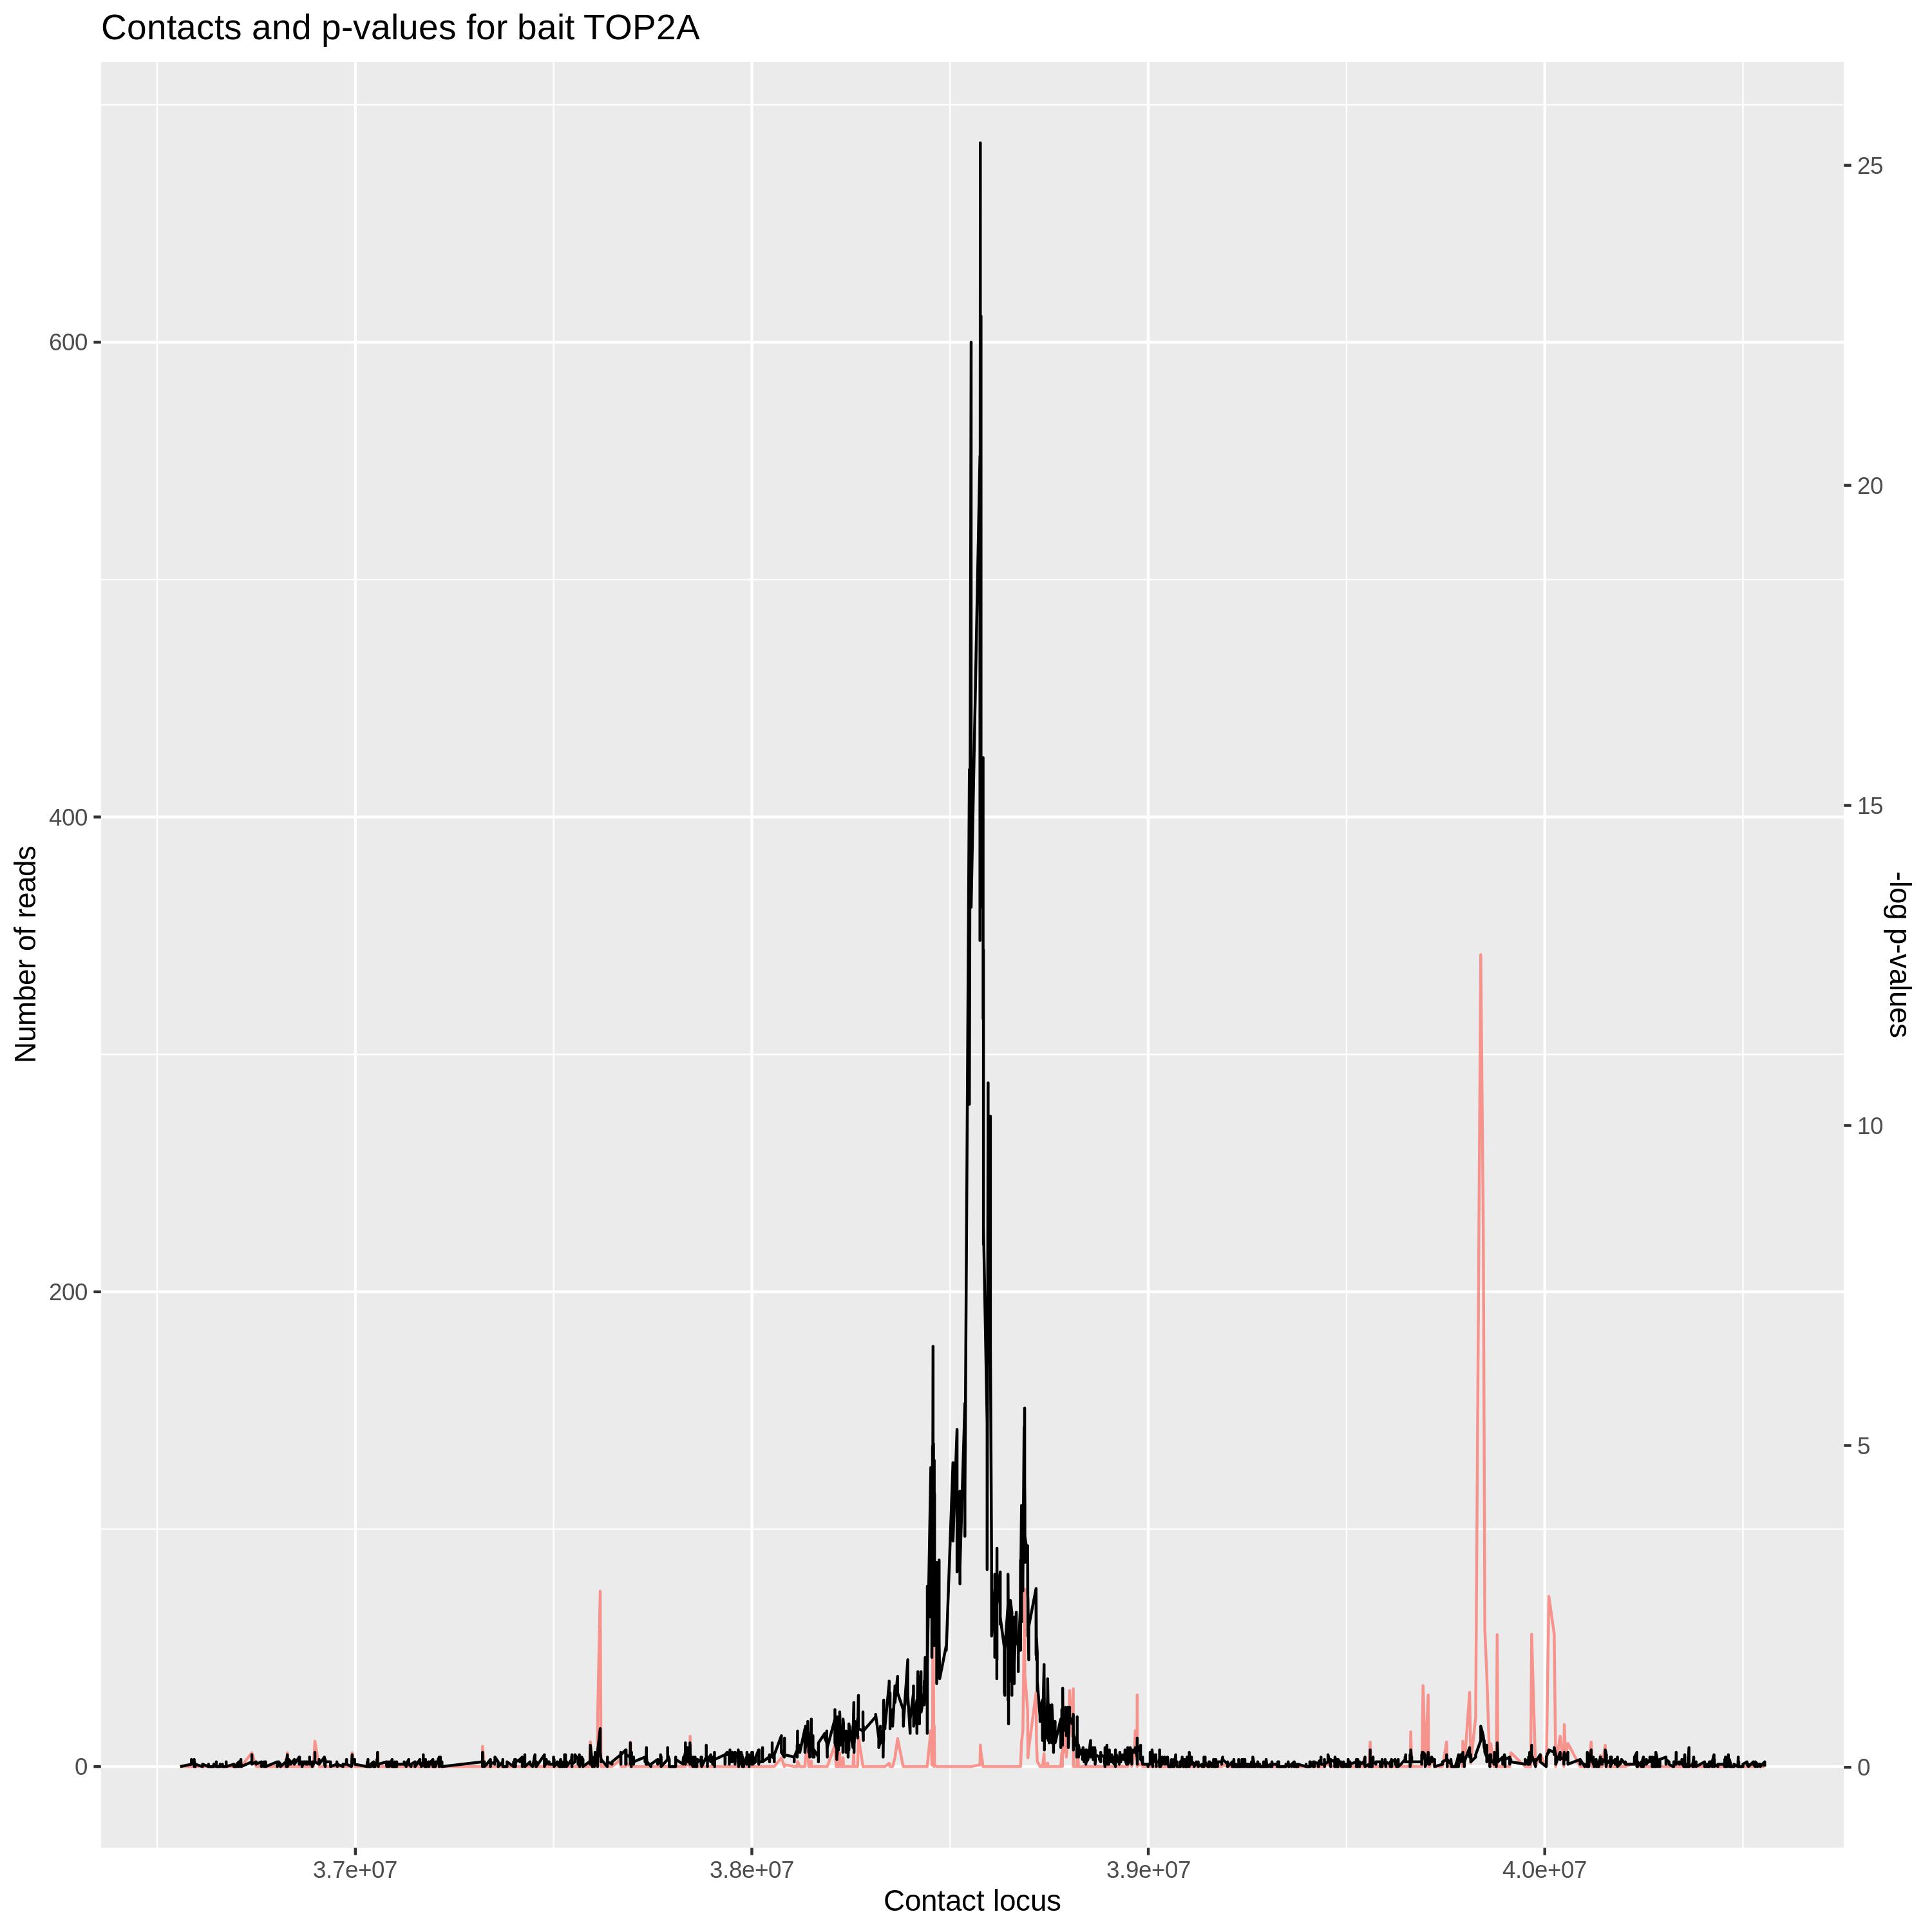 Contacts and p-values for bait TOP2A
Number of reads
600
400
200
0
25
20
15
10
5
0
-log p-values
3.7e+07
3.8e+07
3.9e+07
4.0e+07
Contact locus